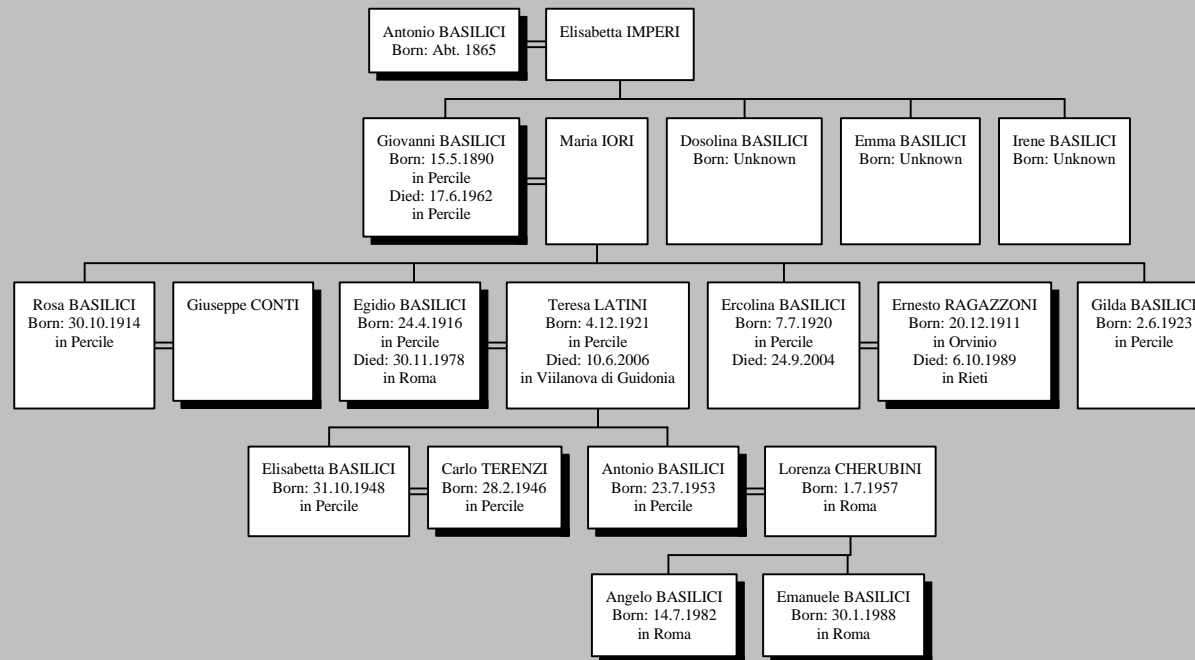 Antonio BASILICI
Born: Abt. 1865
Elisabetta IMPERI
Giovanni BASILICI
Born: 15.5.1890
in Percile
Died: 17.6.1962
in Percile
Maria IORI
Dosolina BASILICI
Born: Unknown
Emma BASILICI
Born: Unknown
Irene BASILICI
Born: Unknown
Rosa BASILICI
Born: 30.10.1914
in Percile
Giuseppe CONTI
Egidio BASILICI
Born: 24.4.1916
in Percile
Died: 30.11.1978
in Roma
Teresa LATINI
Born: 4.12.1921
in Percile
Died: 10.6.2006
in Viilanova di Guidonia
Ercolina BASILICI
Born: 7.7.1920
in Percile
Died: 24.9.2004
Ernesto RAGAZZONI
Born: 20.12.1911
in Orvinio
Died: 6.10.1989
in Rieti
Gilda BASILICI
Born: 2.6.1923
in Percile
Elisabetta BASILICI
Born: 31.10.1948
in Percile
Carlo TERENZI
Born: 28.2.1946
in Percile
Antonio BASILICI
Born: 23.7.1953
in Percile
Lorenza CHERUBINI
Born: 1.7.1957
in Roma
Angelo BASILICI
Born: 14.7.1982
in Roma
Emanuele BASILICI
Born: 30.1.1988
in Roma